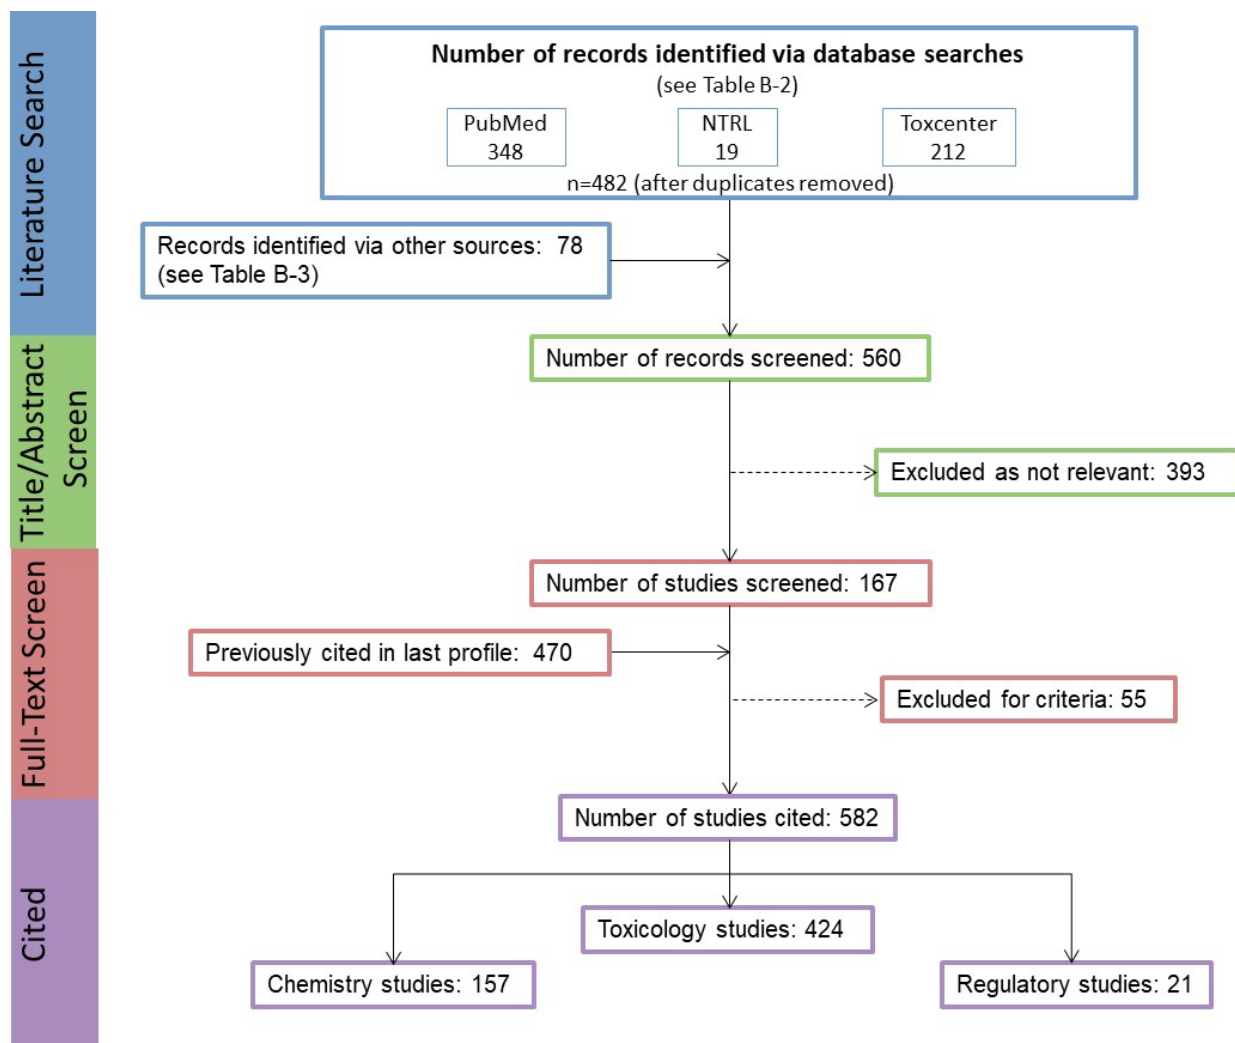 Literature Search
Number of records identified via database searches
(see Table B-2)
PubMed
348
NTRL
19
Toxcenter
212
n=482 (after duplicates removed)
Records identified via other sources: 78
(see Table B-3)
Title/Abstract
Screen
Number of records screened: 560
Excluded as not relevant: 393
Full-Text Screen
Number of studies screened: 167
Previously cited in last profile: 470
Excluded for criteria: 55
Cited
Number of studies cited: 582
Toxicology studies: 424
Chemistry studies: 157
Regulatory studies: 21